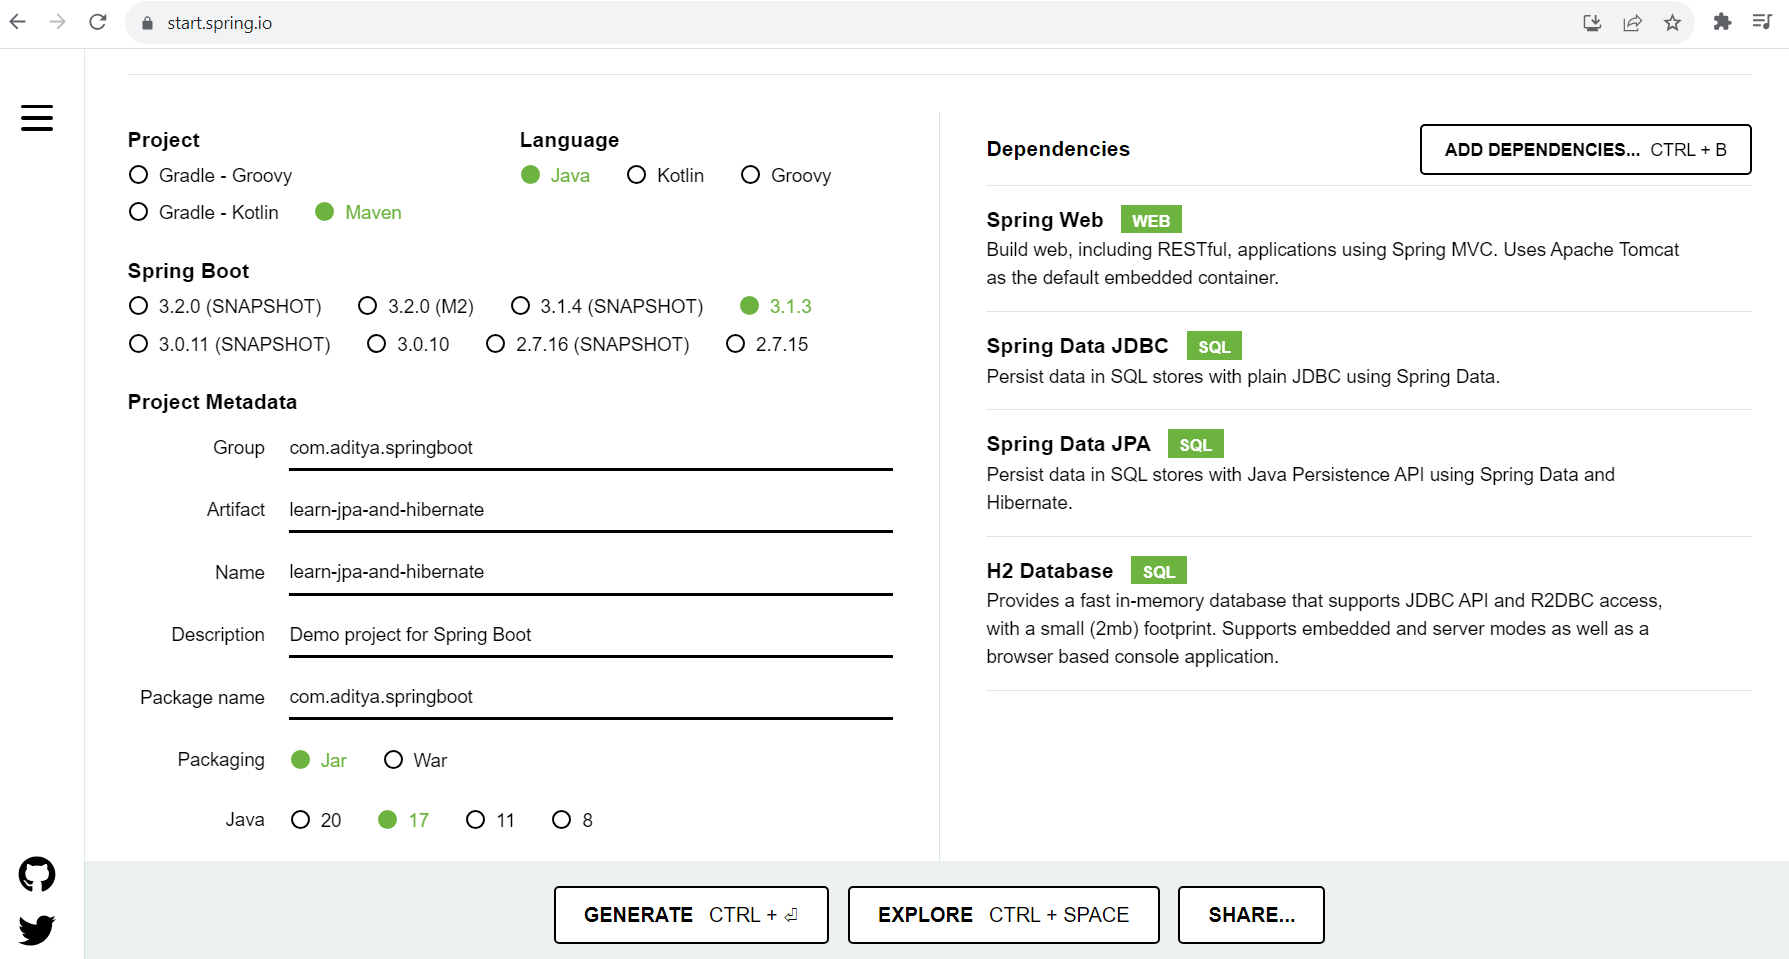 start.spring.io
Project
Gradle - Groovy
Gradle - Kotlin Maven
Language
Java Kotlin Groovy
Spring Boot
3.2.0 (SNAPSHOT) 3.2.0 (M2) 3.1.4 (SNAPSHOT) 3.1.3
3.0.11 (SNAPSHOT) 3.0.10 2.7.16 (SNAPSHOT) 2.7.15
Project Metadata
Group com.aditya.springboot
Artifact learn-jpa-and-hibernate
Name learn-jpa-and-hibernate
Description Demo project for Spring Boot
Package name com.aditya.springboot
Packaging Jar War
Java 20 17 11 8
Dependencies ADD DEPENDENCIES... CTRL + B
Spring Web WEB
Build web, including RESTful, applications using Spring MVC. Uses Apache Tomcat
as the default embedded container.
Spring Data JDBC SQL
Persist data in SQL stores with plain JDBC using Spring Data.
Spring Data JPA SQL
Persist data in SQL stores with Java Persistence API using Spring Data and
Hibernate.
H2 Database SQL
Provides a fast in-memory database that supports JDBC API and R2DBC access,
with a small (2mb) footprint. Supports embedded and server modes as well as a
browser based console application.
GENERATE CTRL + ⏎ EXPLORE CTRL + SPACE SHARE...